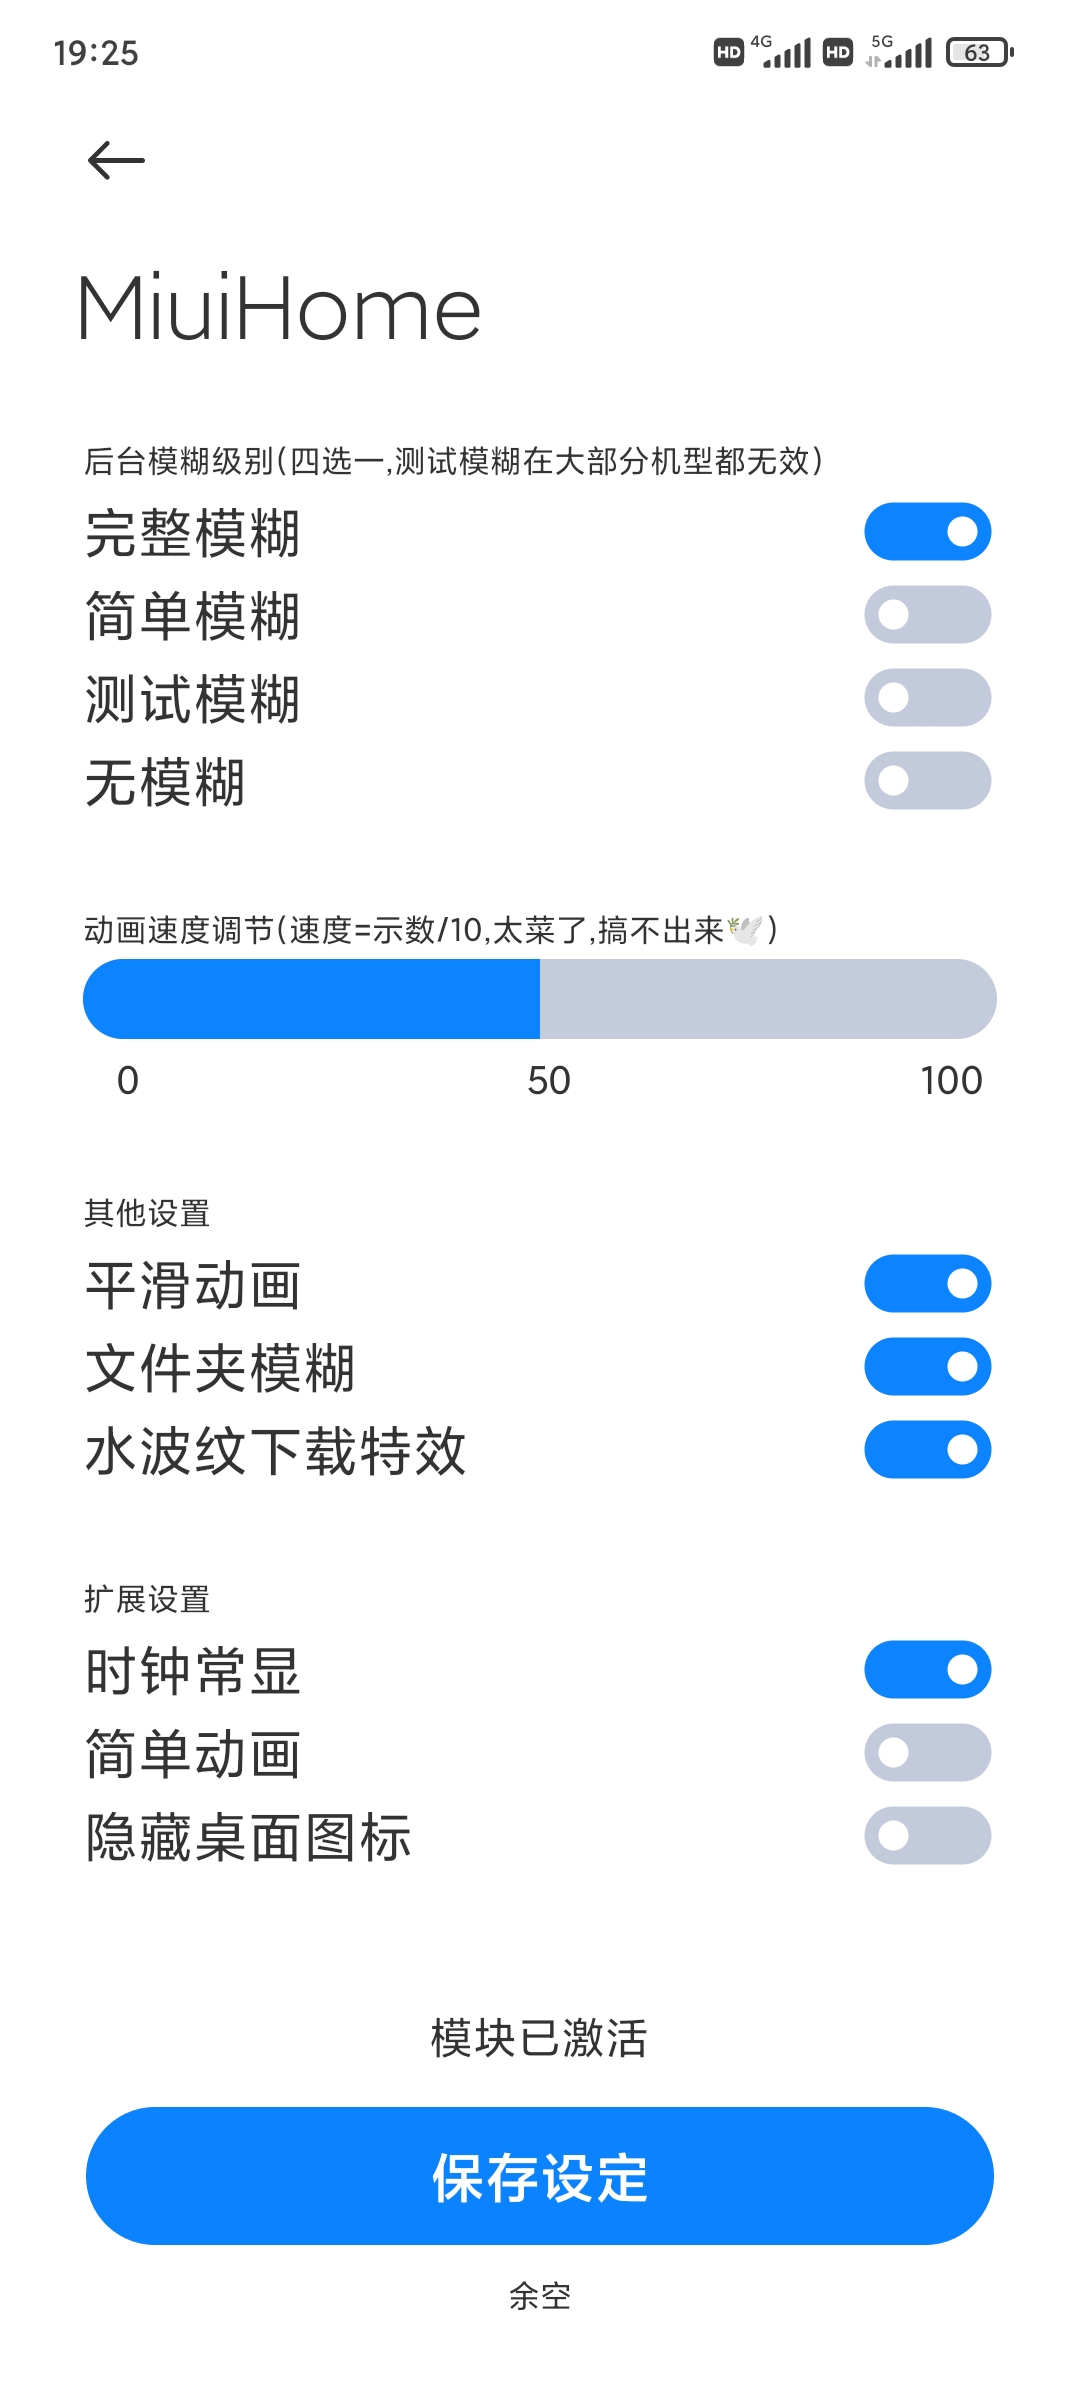 19:25
HD 4G HD 5G 63
MiuiHome
后台模糊级别(四选一,测试模糊在大部分机型都无效)
完整模糊
简单模糊
测试模糊
无模糊
动画速度调节(速度=示数/10,太菜了,搞不出来🕊)
0 50 100
其他设置
平滑动画
文件夹模糊
水波纹下载特效
扩展设置
时钟常显
简单动画
隐藏桌面图标
模块已激活
保存设定
余空